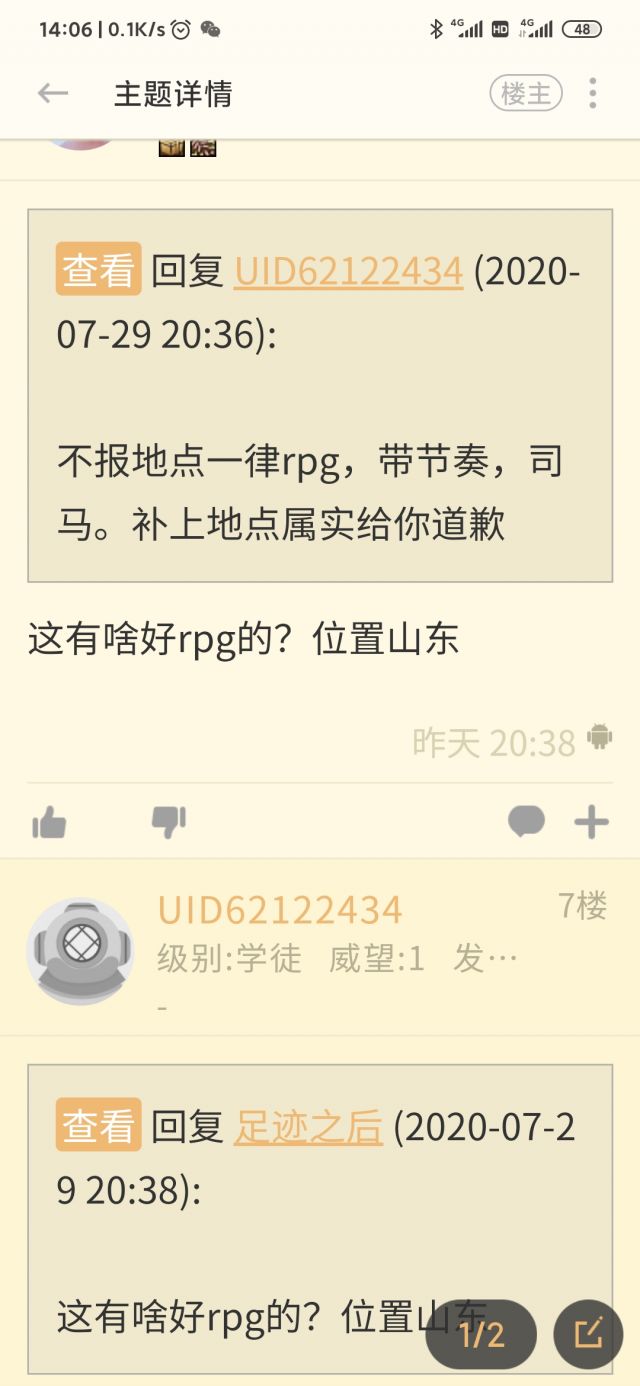 14:06 | 0.1K/s 4G HD 4G 48
主题详情 楼主
查看 回复 UID62122434 (2020-
07-29 20:36):
不报地点一律rpg，带节奏，司
马。补上地点属实给你道歉
这有啥好rpg的？位置山东
昨天 20:38
UID62122434 7楼
级别:学徒 威望:1 发…
-
查看 回复 足迹之后 (2020-07-2
9 20:38):
这有啥好rpg的？位置山东
1/2